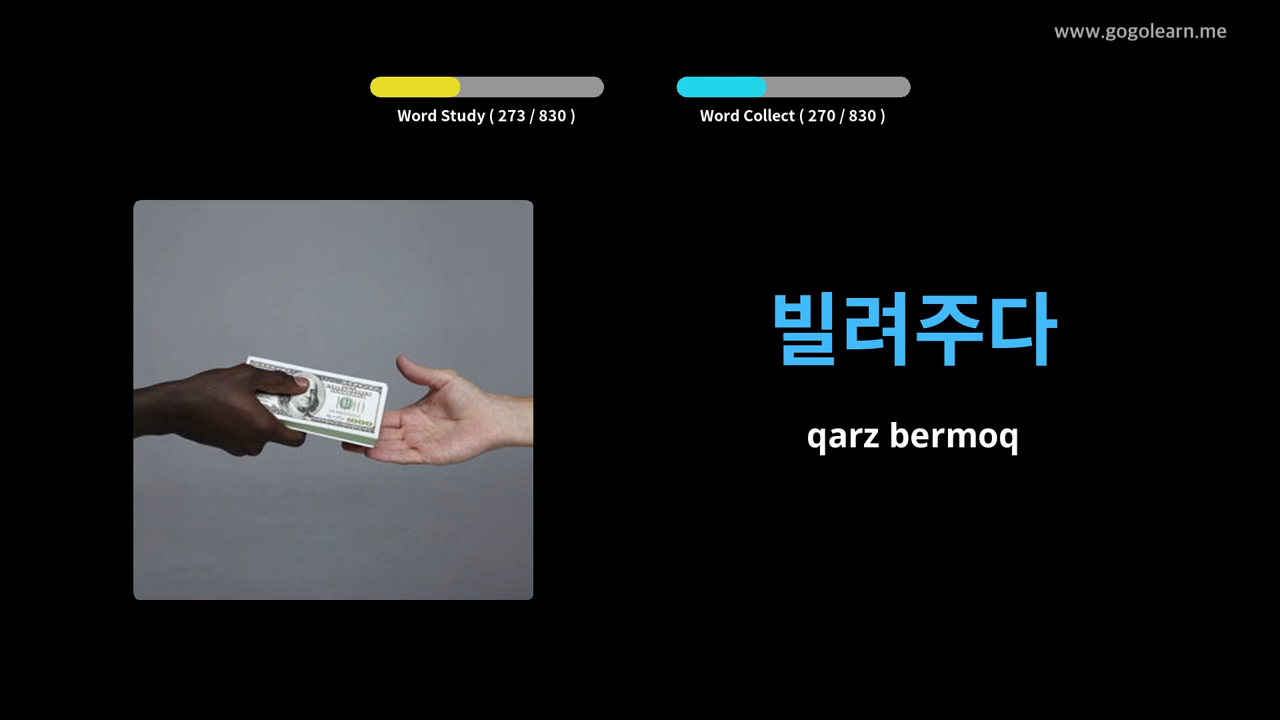 www.gogolearn.me
Word Study ( 273 / 830 )
Word Collect ( 270 / 830 )
빌려주다
qarz bermoq